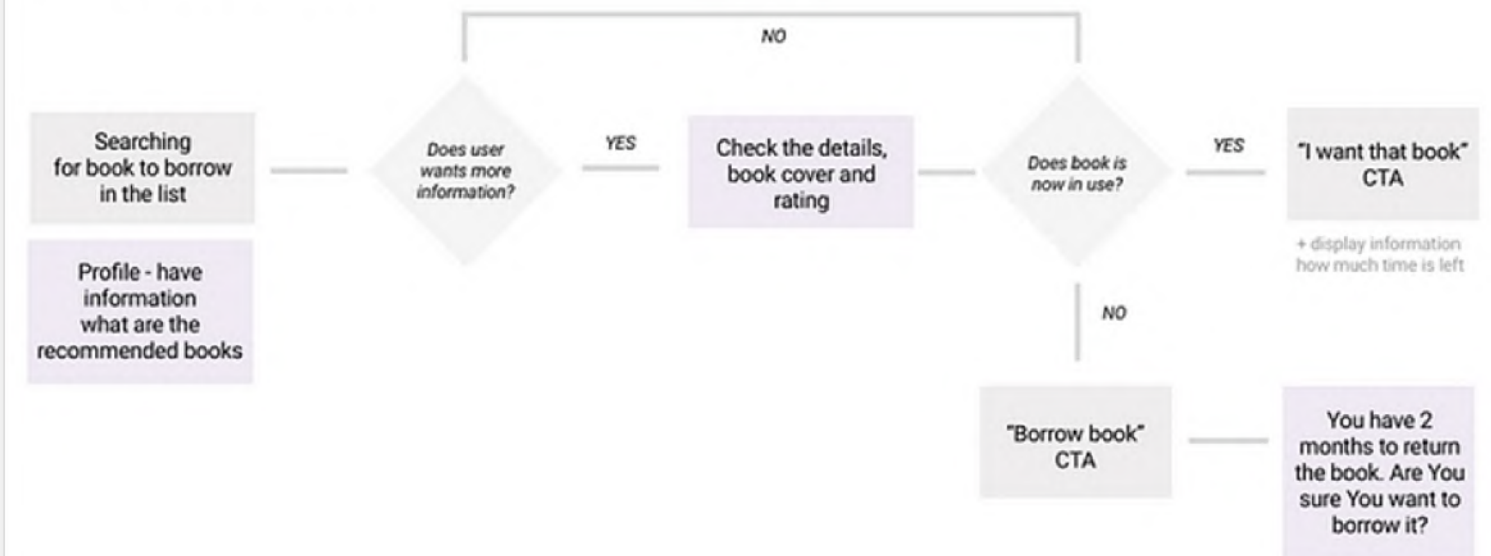 NO
Searching
for book to borrow
in the list
Does user
wants more
information?
YES
Check the details,
book cover and
rating
Does book is
now in use?
YES
"I want that book"
CTA
+ display information
how much time is left
Profile - have
information
what are the
recommended books
NO
"Borrow book"
CTA
You have 2
months to return
the book. Are You
sure You want to
borrow it?